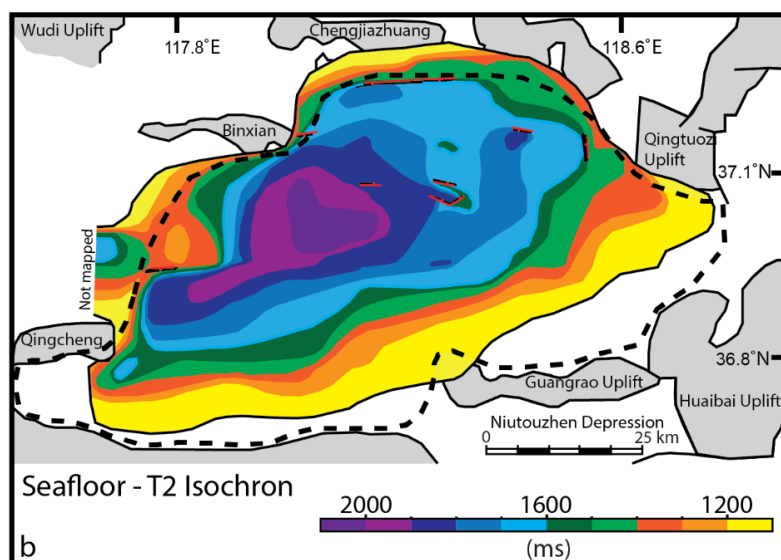 Wudi Uplift
117.8°E
Chengjiazhuang
118.6°E
Binxian
Qingtuozi
Uplift
37.1°N
Not mapped
Qingcheng
36.8°N
Guangrao Uplift
Huaibai Uplift
Niutouzhen Depression
0 25 km
Seafloor - T2 Isochron
2000 1600 1200
(ms)
b